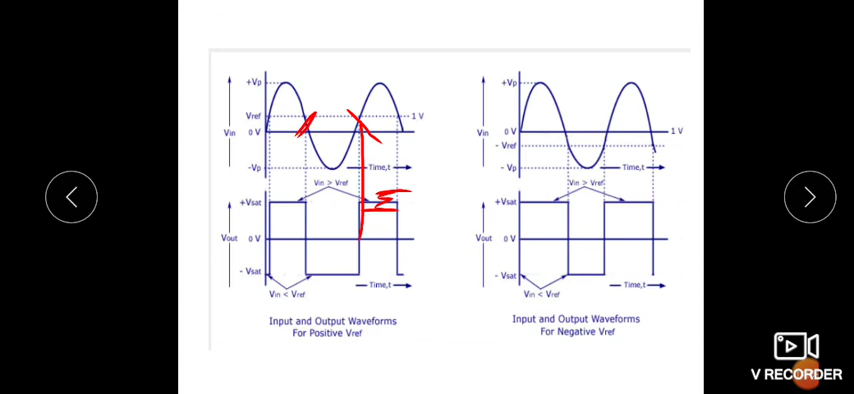 +Vp
Vref
Vin
0 V
1 V
-Vp
Time,t
Vin > Vref
+Vsat
Vout
0 V
- Vsat
Time,t
Vin < Vref
Input and Output Waveforms
For Positive Vref
+Vp
Vin
0 V
1 V
- Vref
- Vp
Time,t
Vin > Vref
+Vsat
Vout
0 V
- Vsat
Time,t
Vin < Vref
Input and Output Waveforms
For Negative Vref
V RECORDER